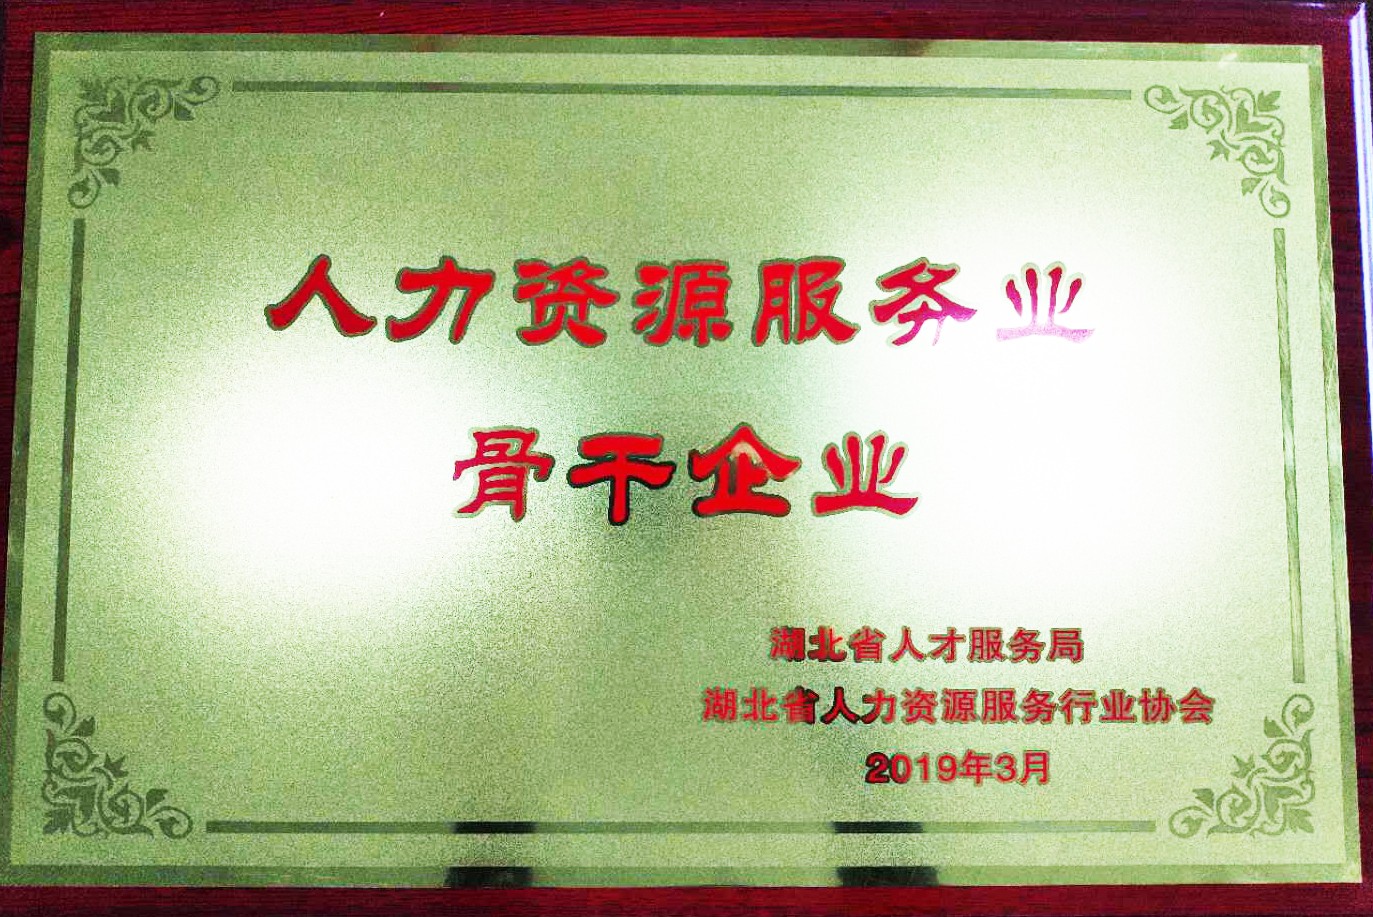 人力资源服务业
骨干企业
湖北省人才服务局
湖北省人力资源服务行业协会
2019年3月